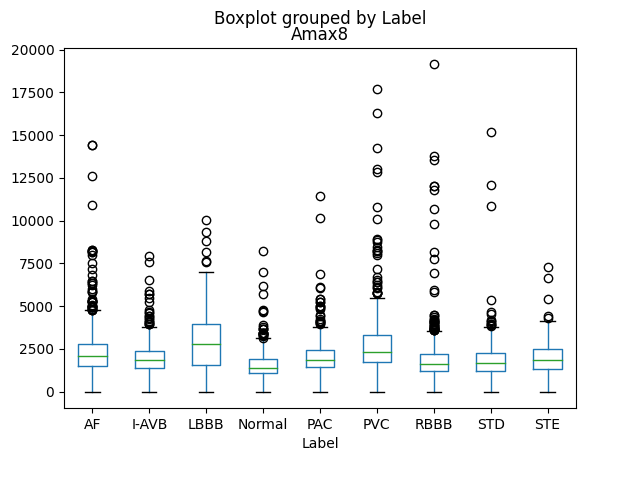 Boxplot grouped by Label
Amax8
20000
17500
15000
12500
10000
7500
5000
2500
0
AF I-AVB LBBB Normal PAC PVC RBBB STD STE
Label